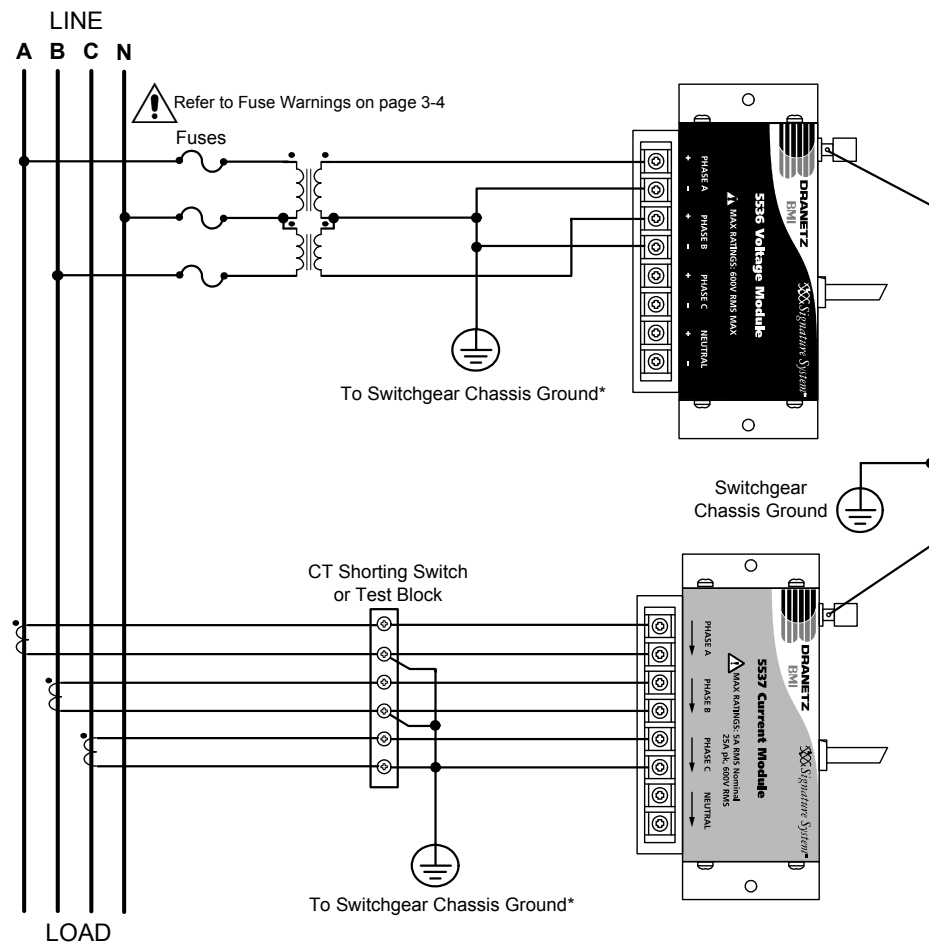 LINE
A B C N
Refer to Fuse Warnings on page 3-4
Fuses
+ PHASE A -
+ PHASE B -
+ PHASE C -
+ NEUTRAL -
MAX RATINGS: 600V RMS MAX
5536 Voltage Module
DRANETZ
BMI
Signature System™
To Switchgear Chassis Ground*
Switchgear
Chassis Ground
CT Shorting Switch
or Test Block
PHASE A
PHASE B
PHASE C
NEUTRAL
MAX RATINGS: 5A RMS Nominal
25A pk, 600V RMS
5537 Current Module
DRANETZ
BMI
Signature System™
To Switchgear Chassis Ground*
LOAD